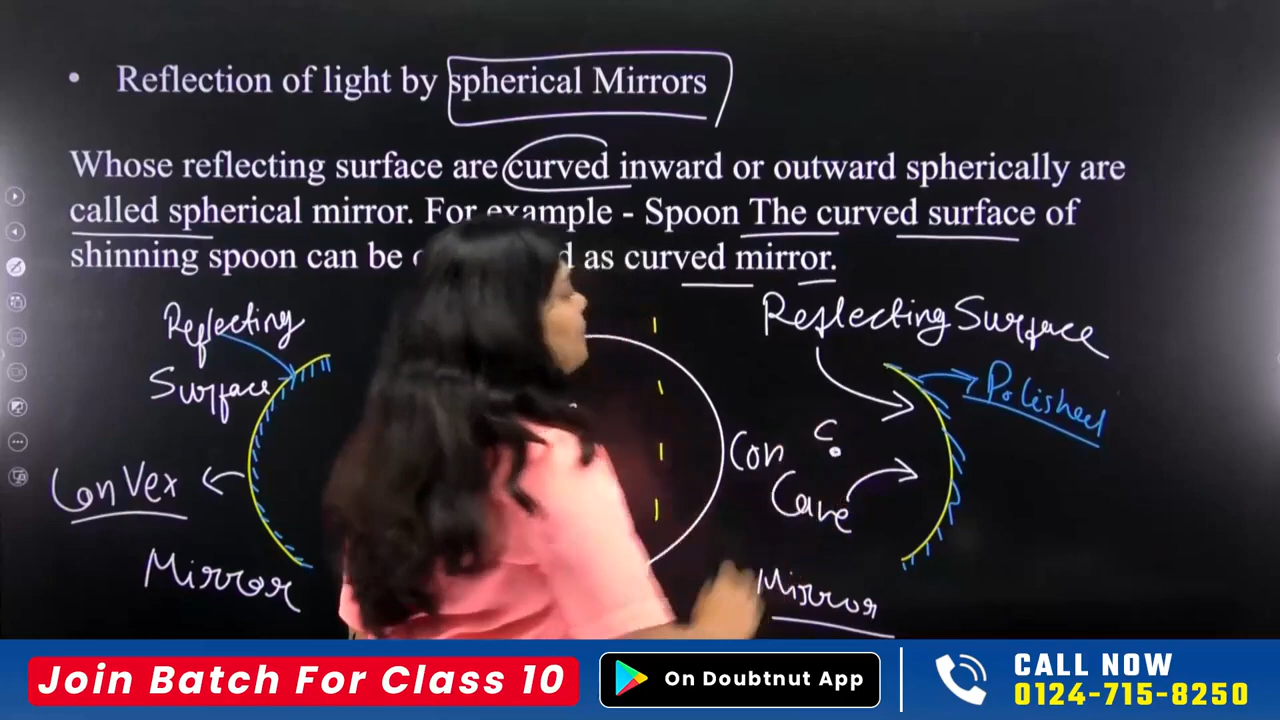 • Reflection of light by spherical Mirrors
Whose reflecting surface are curved inward or outward spherically are
called spherical mirror. For example - Spoon The curved surface of
shinning spoon can be as curved mirror.
Reflecting
Surface
Convex
Mirror
Reflecting Surface
Polished
C
Con
Cave
Mirror
Join Batch For Class 10
On Doubtnut App
CALL NOW
0124-715-8250